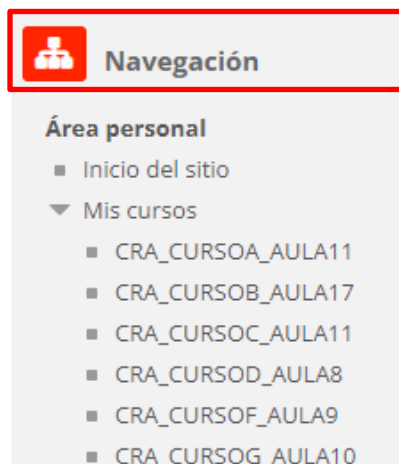 Navegación
Área personal
Inicio del sitio
Mis cursos
CRA_CURSOA_AULA11
CRA_CURSOB_AULA17
CRA_CURSOC_AULA11
CRA_CURSOD_AULA8
CRA_CURSOF_AULA9
CRA_CURSOG_AULA10